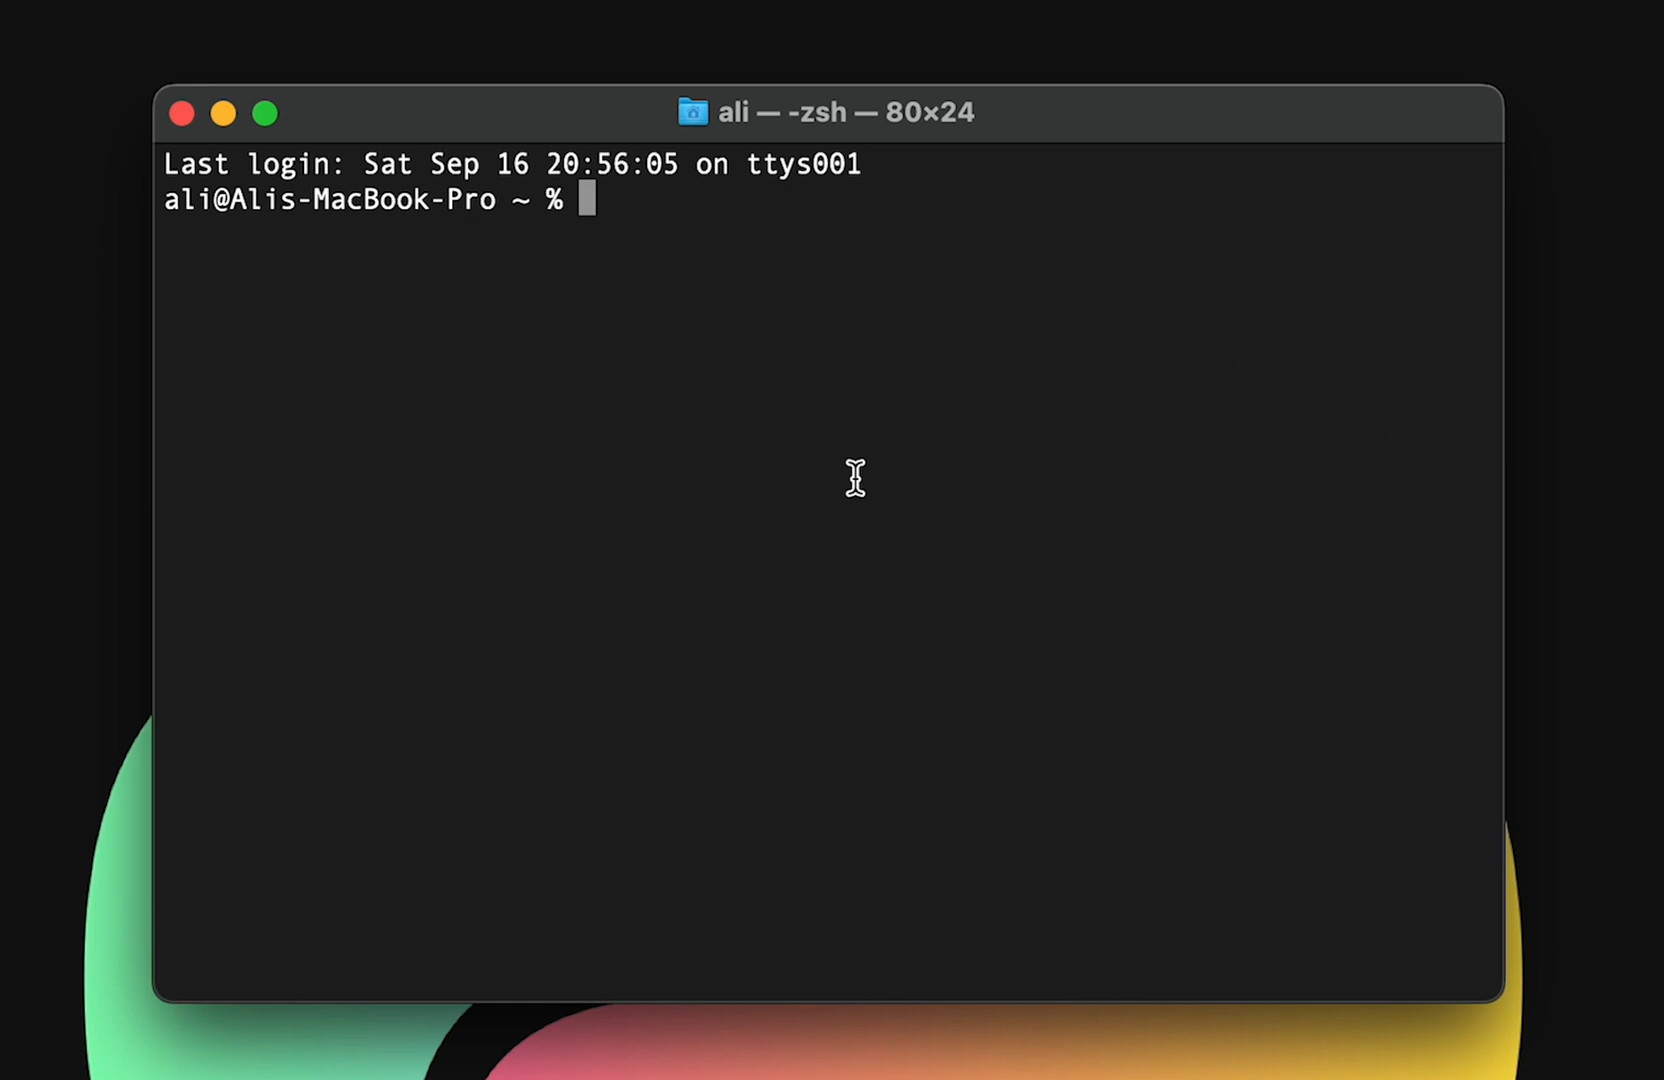 ali — -zsh — 80×24
Last login: Sat Sep 16 20:56:05 on ttys001
ali@Alis-MacBook-Pro ~ %